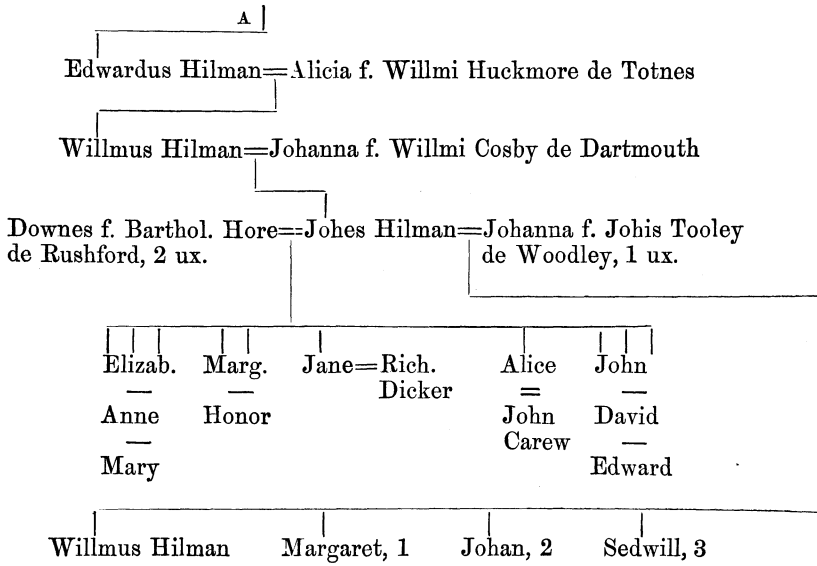 A
Edwardus Hilman=Alicia f. Willmi Huckmore de Totnes
Willmus Hilman=Johanna f. Willmi Cosby de Dartmouth
Downes f. Barthol. Hore=Johes Hilman=Johanna f. Johis Tooley
de Rushford, 2 ux. de Woodley, 1 ux.
Elizab. Marg. Jane=Rich. Alice John
— — Dicker = —
Anne Honor John David
— Carew —
Mary Edward
Willmus Hilman Margaret, 1 Johan, 2 Sedwill, 3